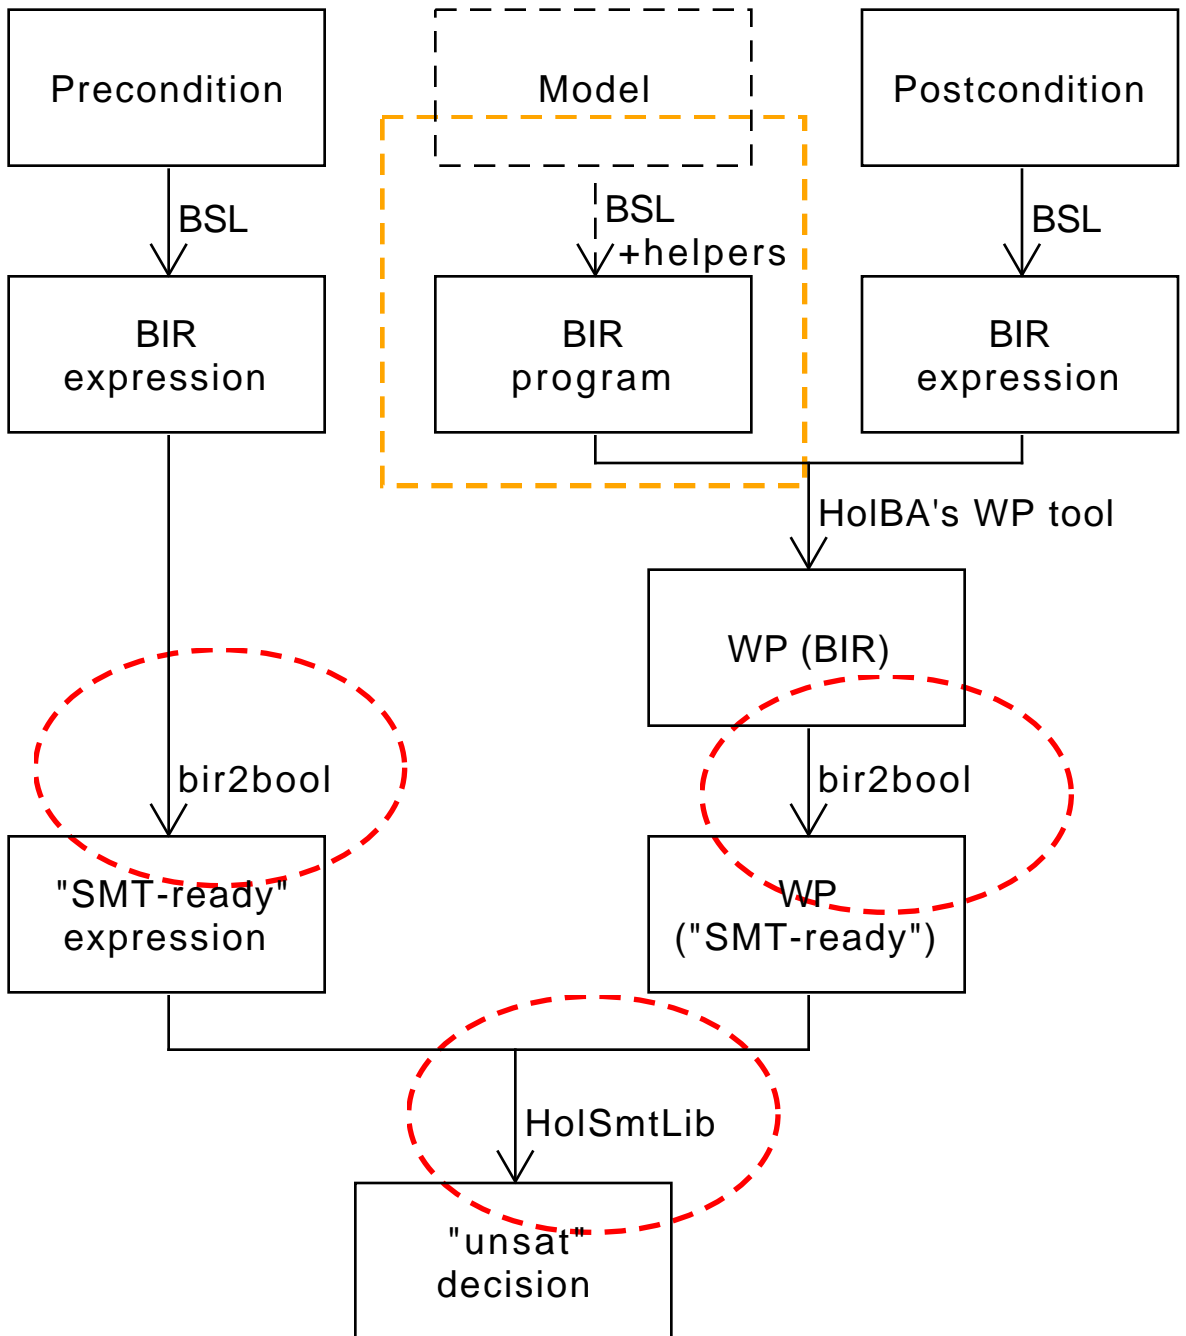 Precondition
Model
Postcondition
BSL
BSL
+helpers
BSL
BIR
expression
BIR
program
BIR
expression
HolBA's WP tool
WP (BIR)
bir2bool
bir2bool
"SMT-ready"
expression
WP
("SMT-ready")
HolSmtLib
"unsat"
decision